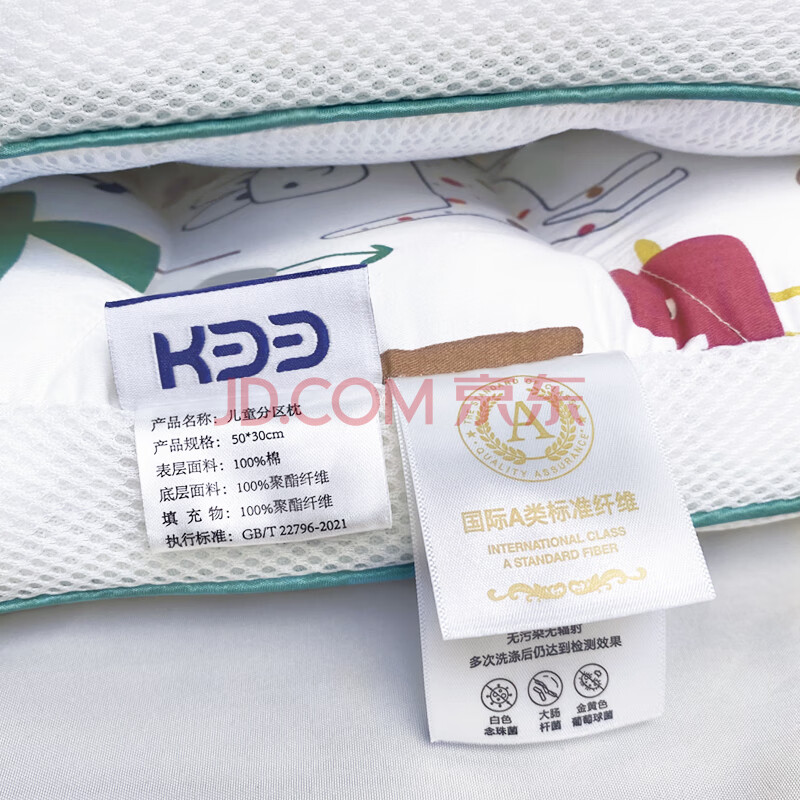 KƎƎ
产品名称：儿童分区枕
产品规格：50*30cm
表层面料：100%棉
底层面料：100%聚酯纤维
填 充 物：100%聚酯纤维
执行标准：GB/T 22796-2021
JD.COM 京东
A
·QUALITY ASSURANCE·
国际A类标准纤维
INTERNATIONAL CLASS
A STANDARD FIBER
无污染无辐射
多次洗涤后仍达到检测效果
白色
念珠菌
大肠
杆菌
金黄色
葡萄球菌